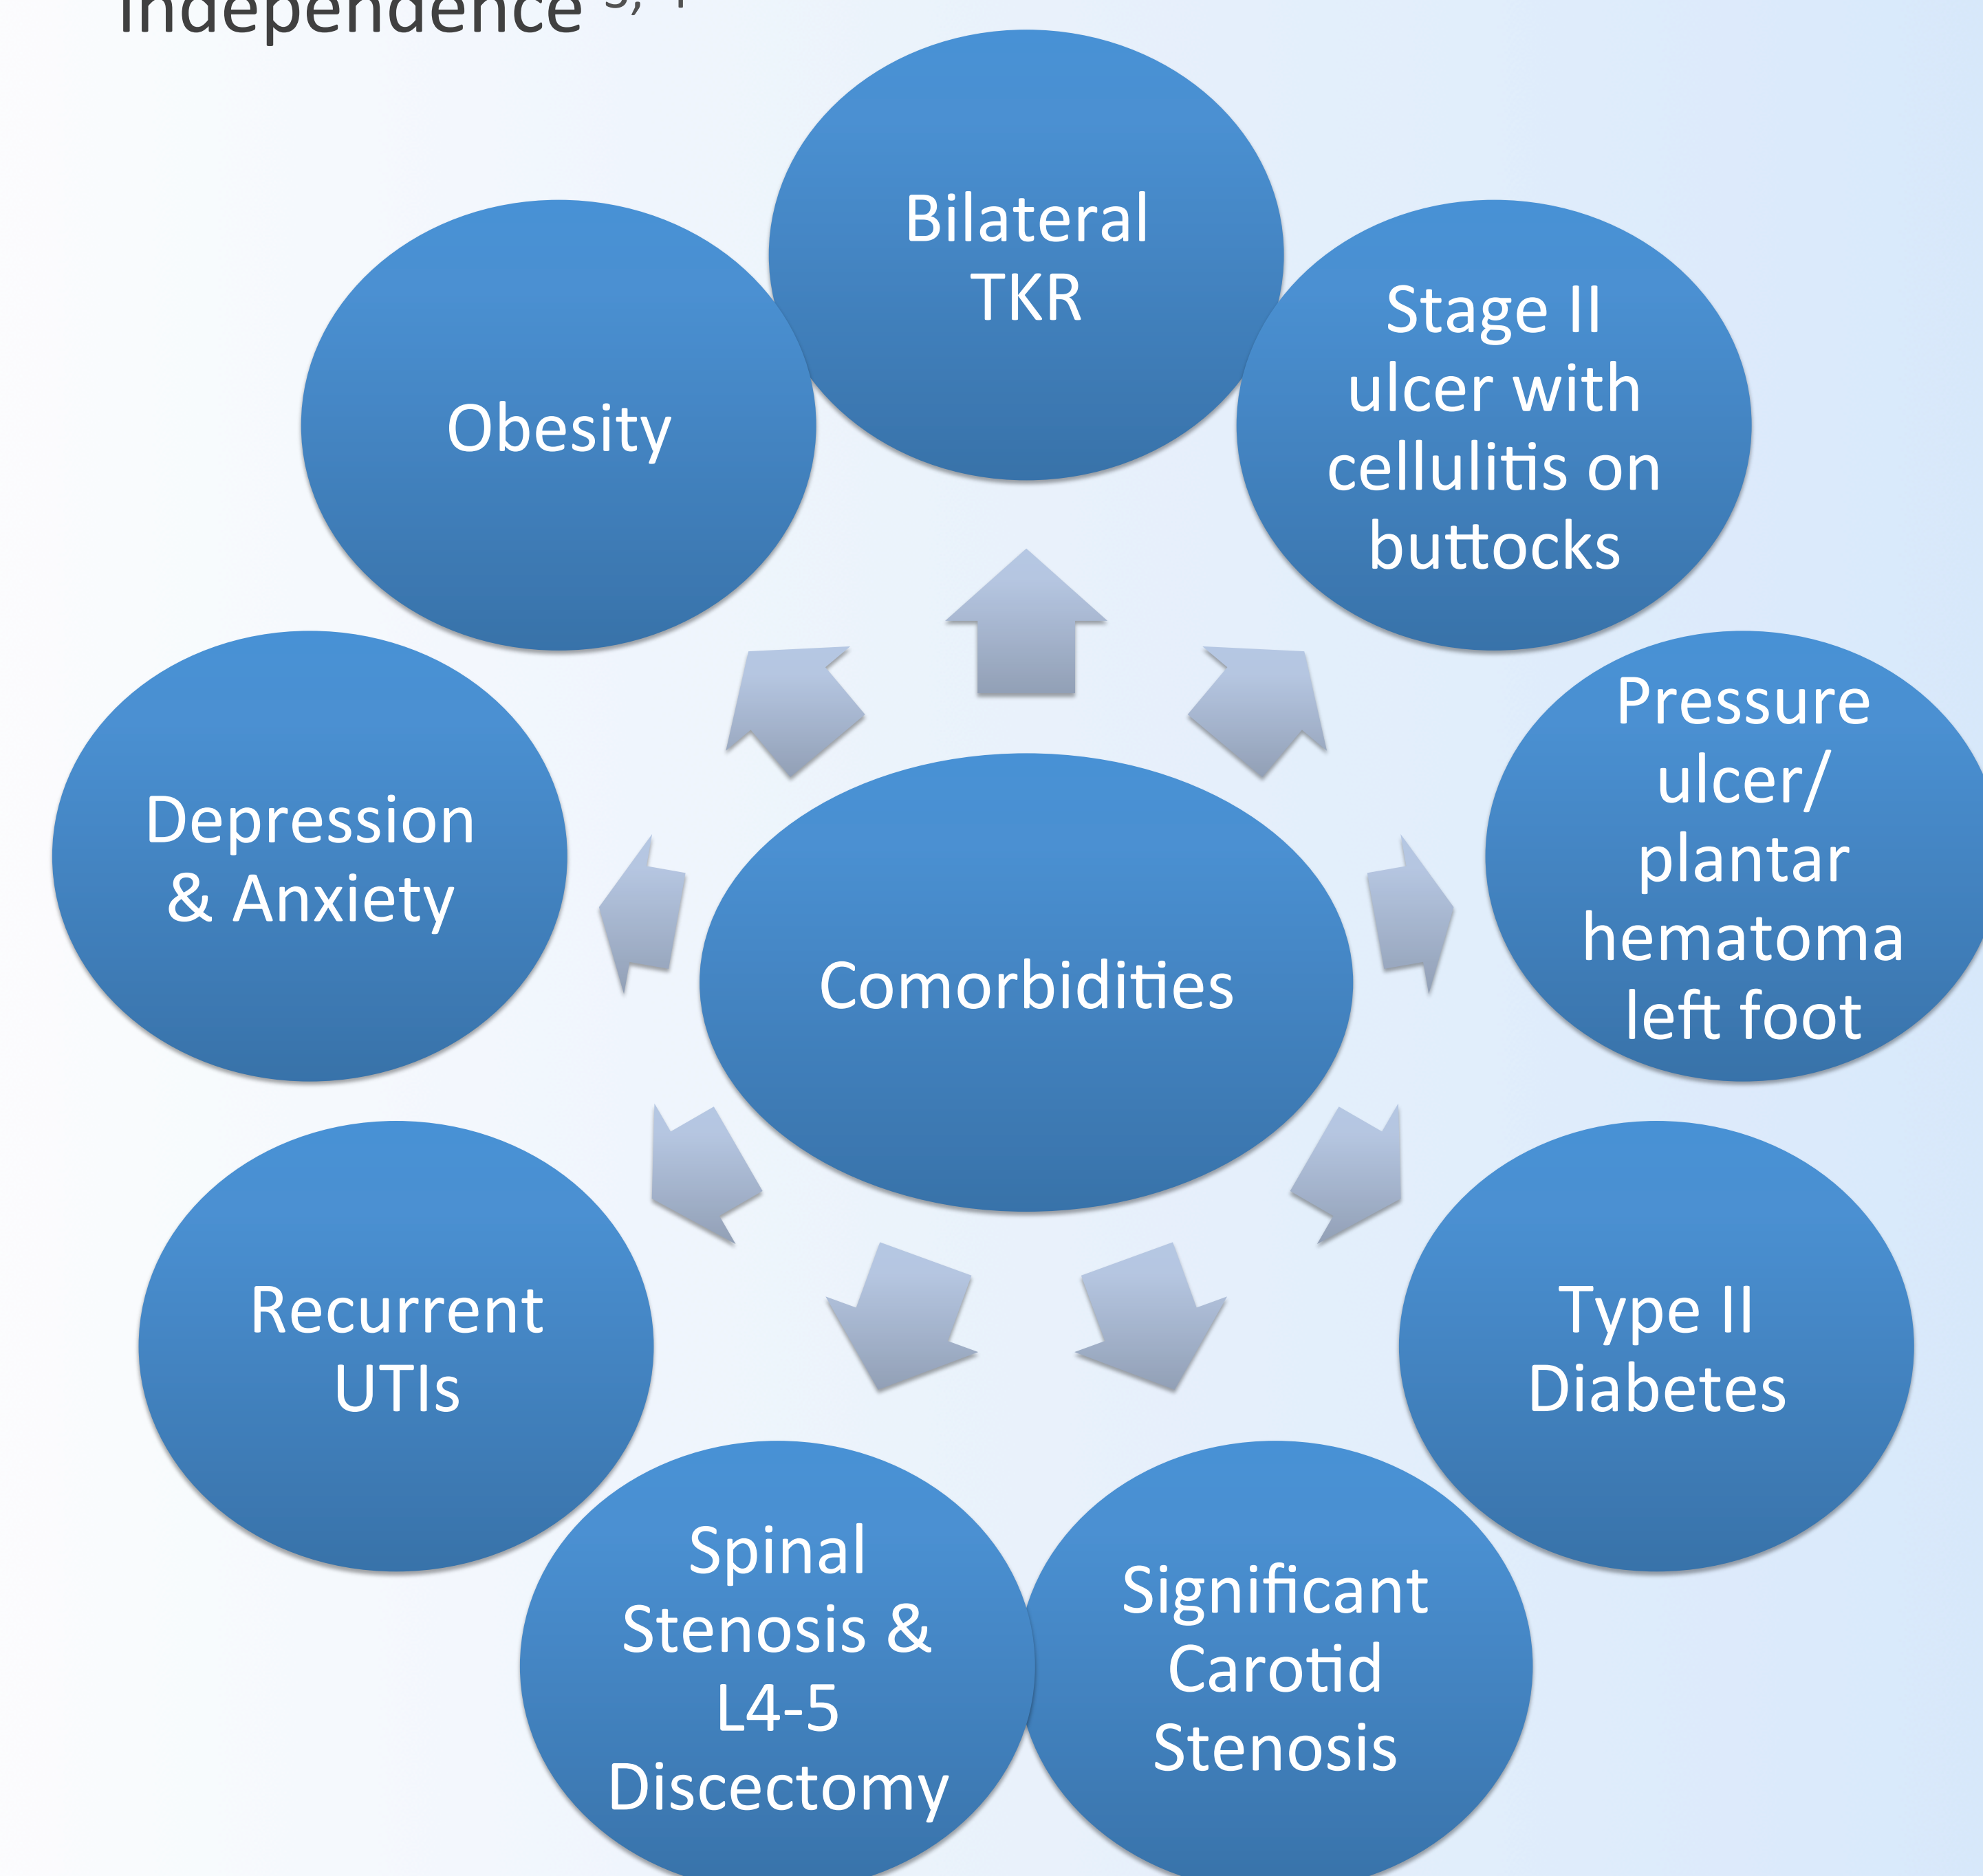 Independence
Bilateral
TKR
Stage II
ulcer with
cellulitis on
buttocks
Pressure
ulcer/
plantar
hematoma
left foot
Type II
Diabetes
Significant
Carotid
Stenosis
Spinal
Stenosis &
L4-5
Discectomy
Recurrent
UTIs
Depression
& Anxiety
Obesity
Comorbidities